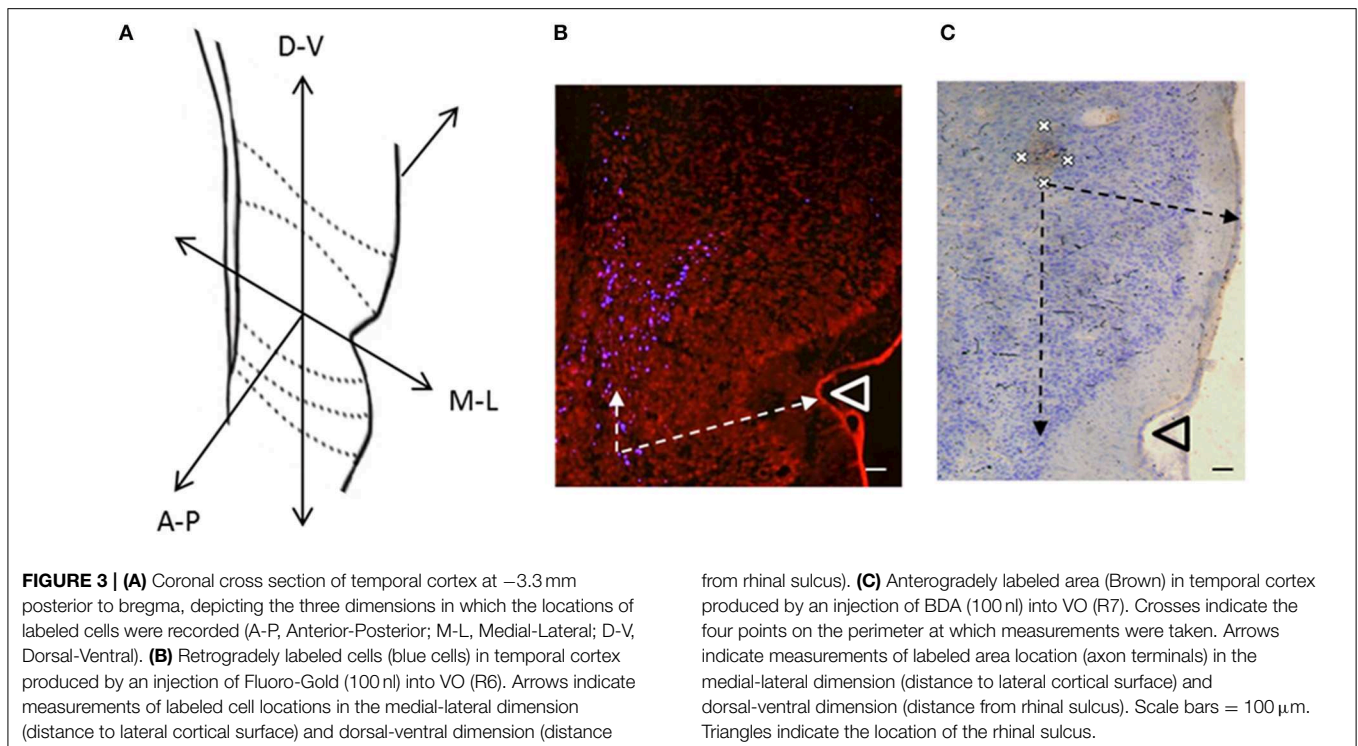 A
B
C
D-V
M-L
A-P
FIGURE 3 | (A) Coronal cross section of temporal cortex at −3.3 mm
posterior to bregma, depicting the three dimensions in which the locations of
labeled cells were recorded (A-P, Anterior-Posterior; M-L, Medial-Lateral; D-V,
Dorsal-Ventral). (B) Retrogradely labeled cells (blue cells) in temporal cortex
produced by an injection of Fluoro-Gold (100 nl) into VO (R6). Arrows indicate
measurements of labeled cell locations in the medial-lateral dimension
(distance to lateral cortical surface) and dorsal-ventral dimension (distance
from rhinal sulcus). (C) Anterogradely labeled area (Brown) in temporal cortex
produced by an injection of BDA (100 nl) into VO (R7). Crosses indicate the
four points on the perimeter at which measurements were taken. Arrows
indicate measurements of labeled area location (axon terminals) in the
medial-lateral dimension (distance to lateral cortical surface) and
dorsal-ventral dimension (distance from rhinal sulcus). Scale bars = 100 μm.
Triangles indicate the location of the rhinal sulcus.